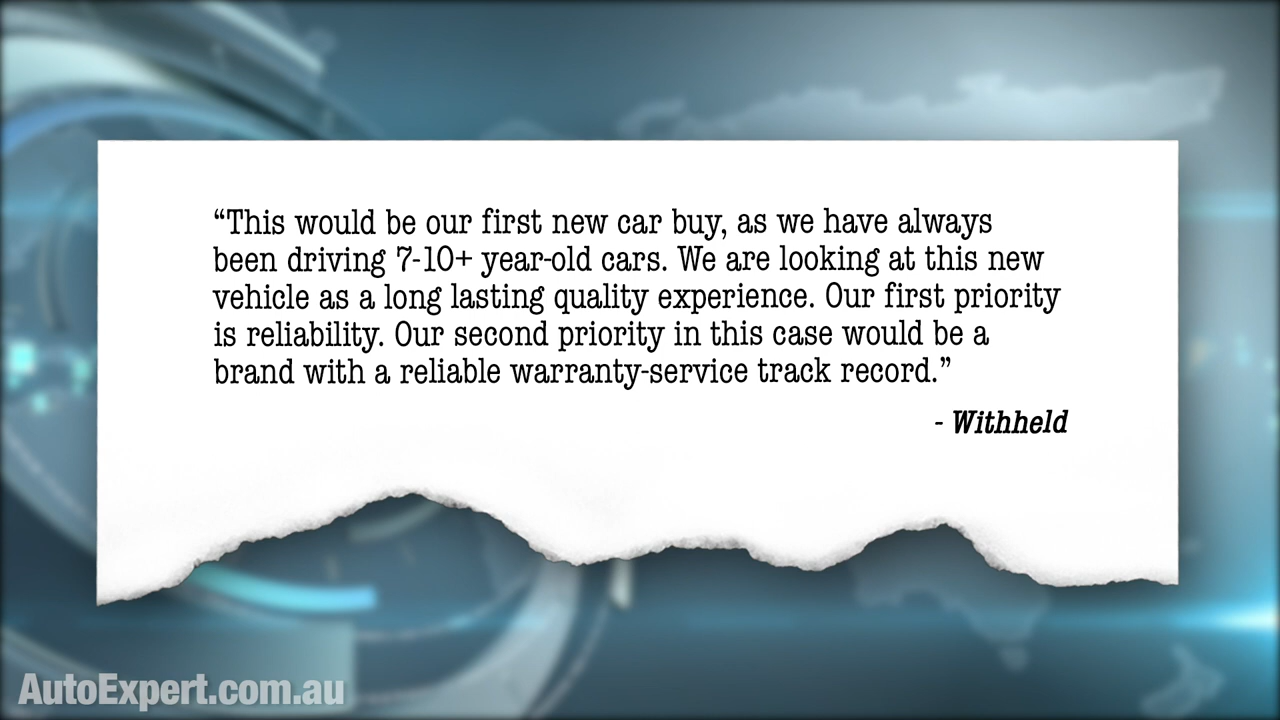 “This would be our first new car buy, as we have always
been driving 7-10+ year-old cars. We are looking at this new
vehicle as a long lasting quality experience. Our first priority
is reliability. Our second priority in this case would be a
brand with a reliable warranty-service track record.”
- Withheld
AutoExpert.com.au